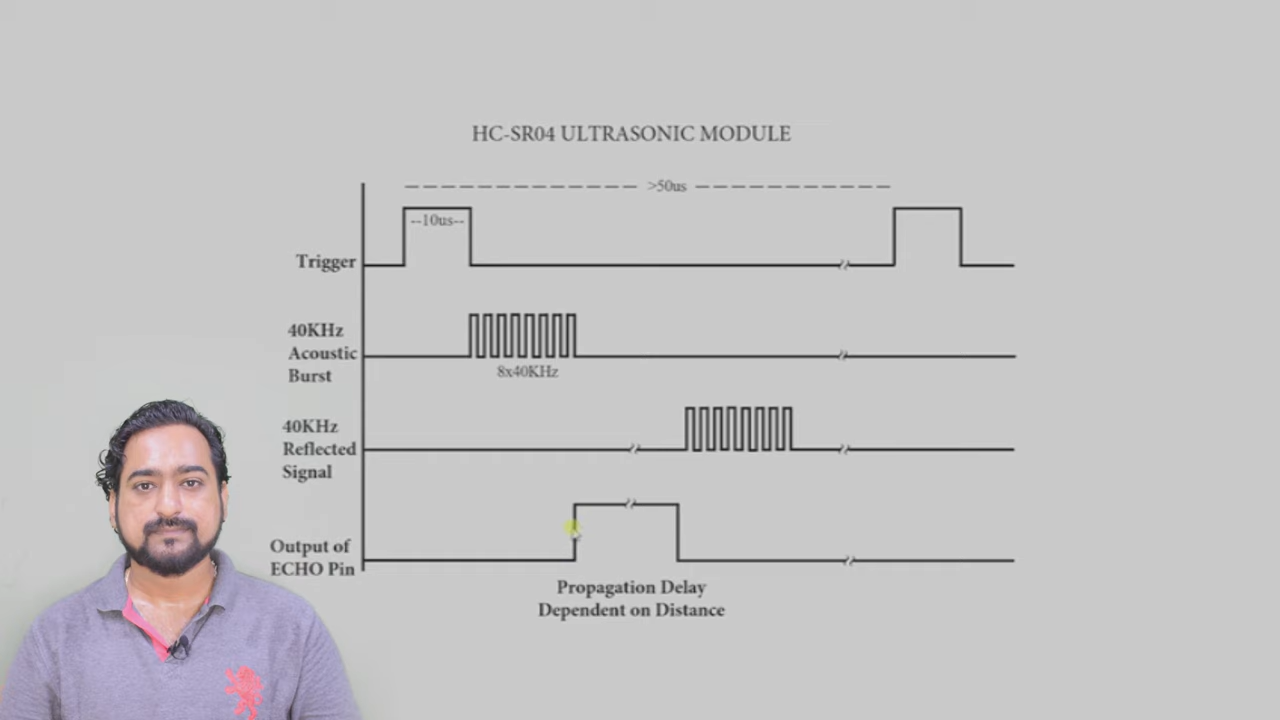 HC-SR04 ULTRASONIC MODULE
>50us
--10us--
Trigger
40KHz
Acoustic
Burst
8x40KHz
40KHz
Reflected
Signal
Output of
ECHO Pin
Propagation Delay
Dependent on Distance